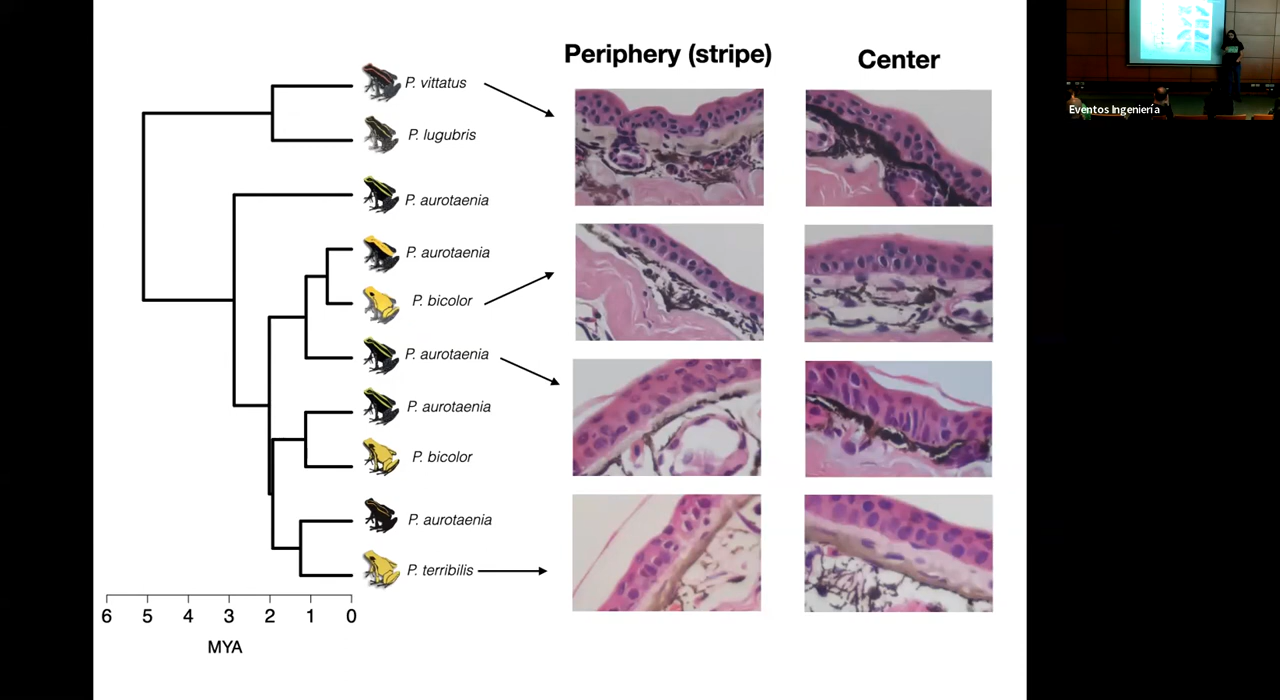 Periphery (stripe)
Center
P. vittatus
P. lugubris
P. aurotaenia
P. aurotaenia
P. bicolor
P. aurotaenia
P. aurotaenia
P. bicolor
P. aurotaenia
P. terribilis
6 5 4 3 2 1 0
MYA
Eventos Ingeniería